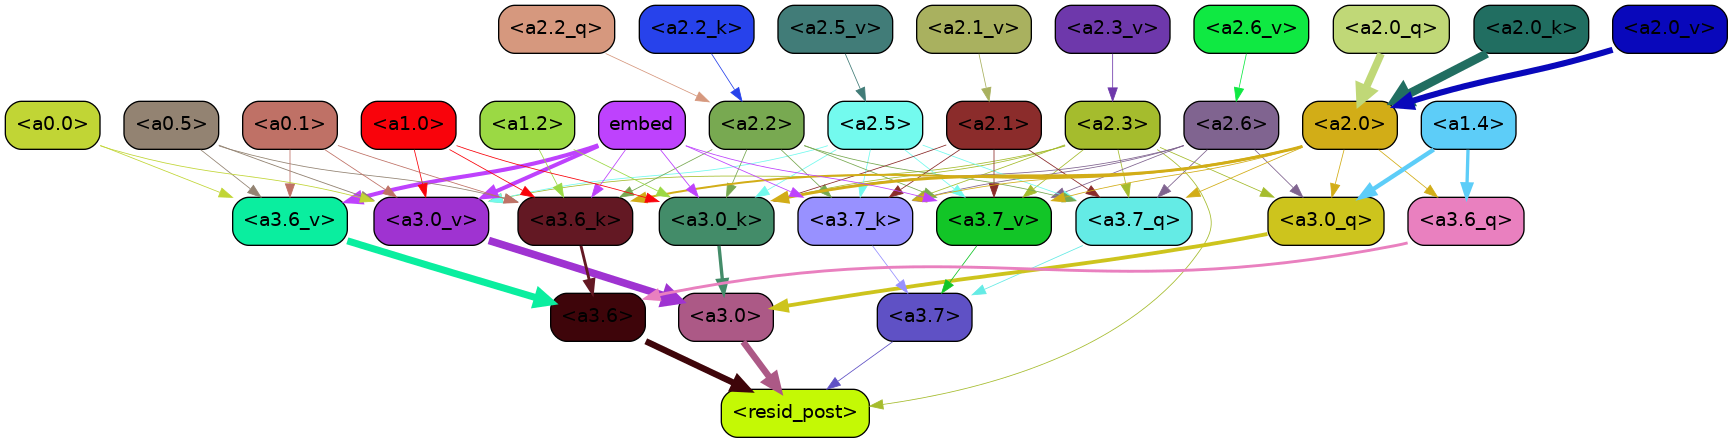 <a2.2_q> <a2.2_k> <a2.5_v> <a2.1_v> <a2.3_v> <a2.6_v> <a2.0_q> <a2.0_k> <a2.0_v>
<a0.0> <a0.5> <a0.1> <a1.0> <a1.2> embed <a2.2> <a2.5> <a2.1> <a2.3> <a2.6> <a2.0> <a1.4>
<a3.6_v> <a3.0_v> <a3.6_k> <a3.0_k> <a3.7_k> <a3.7_v> <a3.7_q> <a3.0_q> <a3.6_q>
<a3.6> <a3.0> <a3.7>
<resid_post>